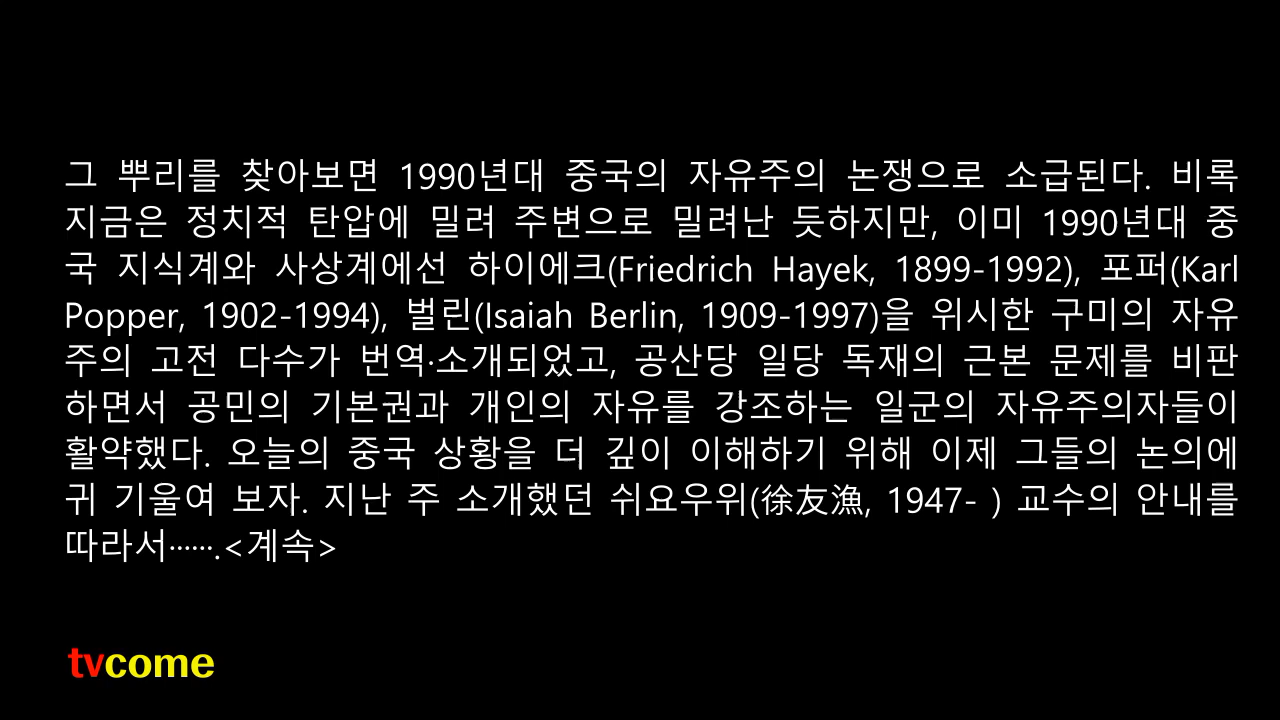 그 뿌리를 찾아보면 1990년대 중국의 자유주의 논쟁으로 소급된다. 비록
지금은 정치적 탄압에 밀려 주변으로 밀려난 듯하지만, 이미 1990년대 중
국 지식계와 사상계에선 하이에크(Friedrich Hayek, 1899-1992), 포퍼(Karl
Popper, 1902-1994), 벌린(Isaiah Berlin, 1909-1997)을 위시한 구미의 자유
주의 고전 다수가 번역·소개되었고, 공산당 일당 독재의 근본 문제를 비판
하면서 공민의 기본권과 개인의 자유를 강조하는 일군의 자유주의자들이
활약했다. 오늘의 중국 상황을 더 깊이 이해하기 위해 이제 그들의 논의에
귀 기울여 보자. 지난 주 소개했던 쉬요우위(徐友漁, 1947- ) 교수의 안내를
따라서······.<계속>
tvcome